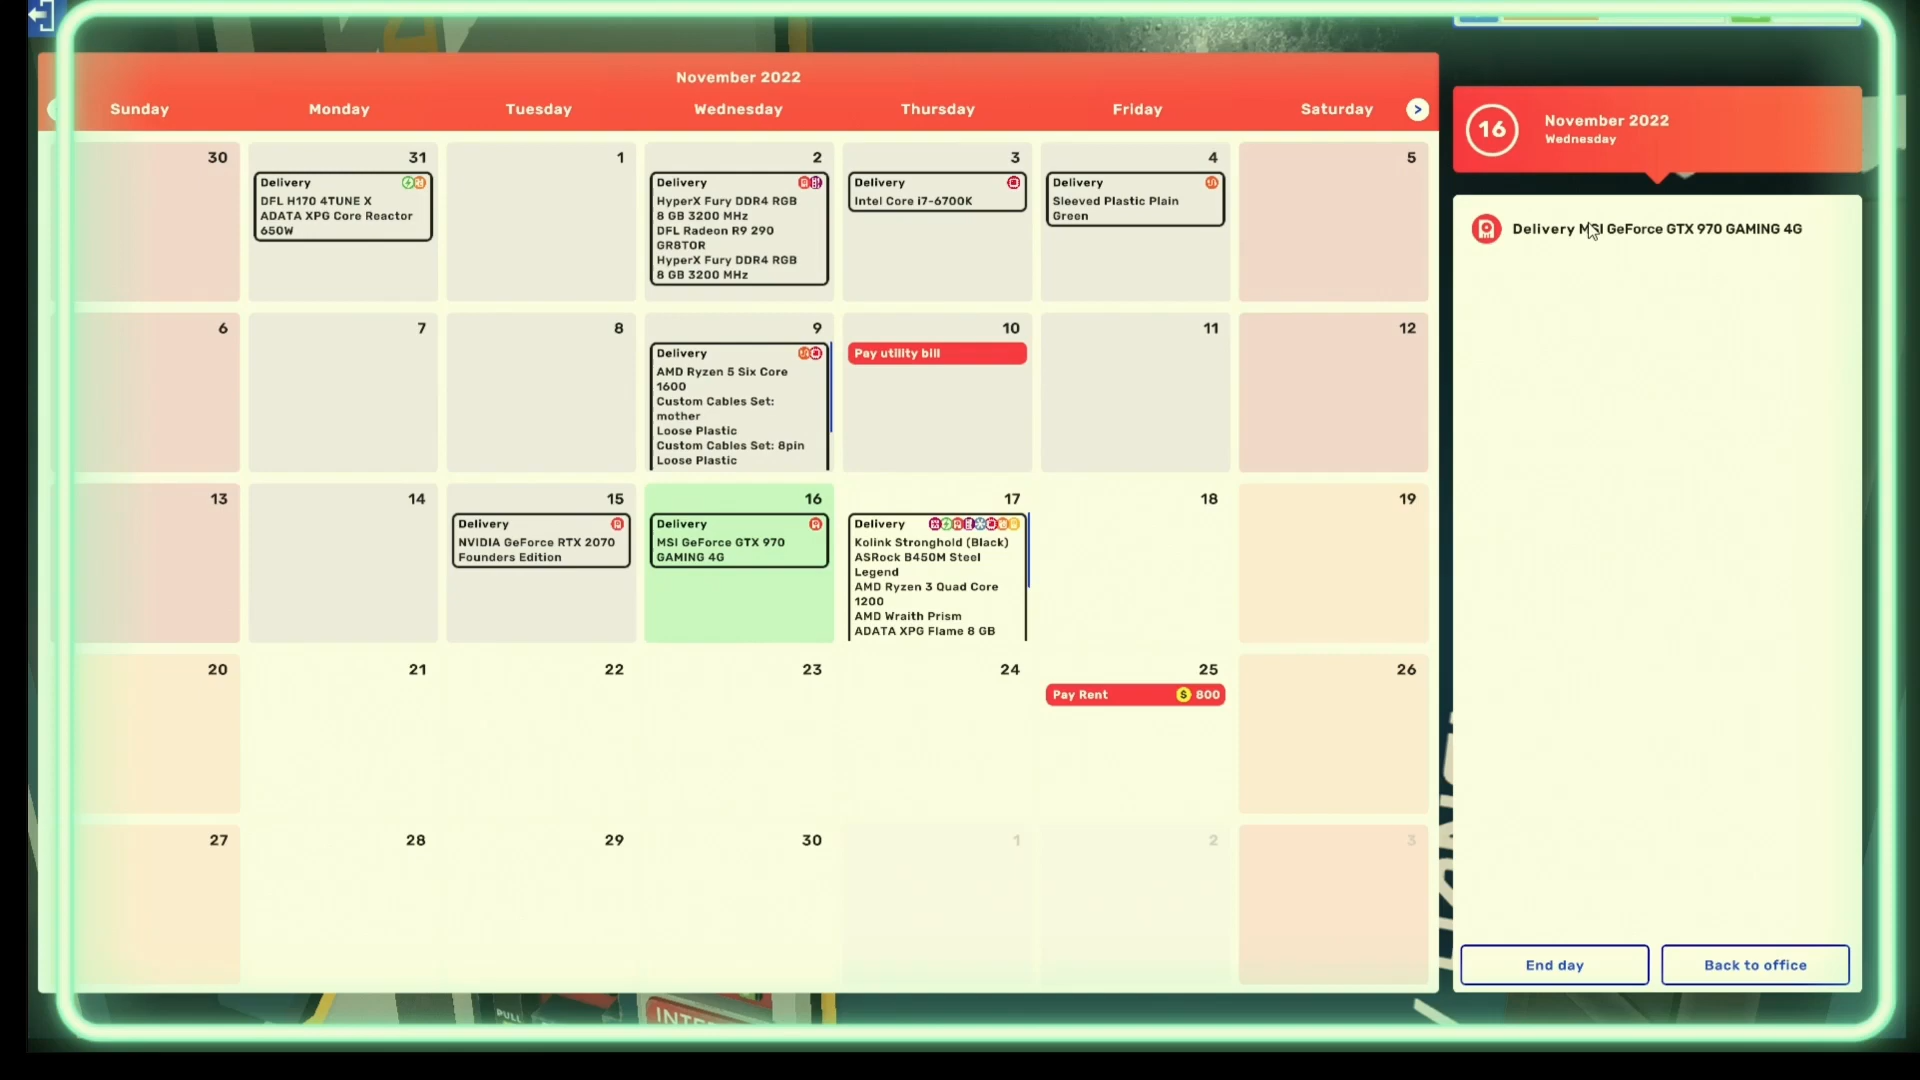 November 2022
Sunday Monday Tuesday Wednesday Thursday Friday Saturday >
30 31 1 2 3 4 5
Delivery
DFL H170 4TUNE X
ADATA XPG Core Reactor
650W
Delivery
HyperX Fury DDR4 RGB
8 GB 3200 MHz
DFL Radeon R9 290
GR8TOR
HyperX Fury DDR4 RGB
8 GB 3200 MHz
Delivery
Intel Core i7-6700K
Delivery
Sleeved Plastic Plain
Green
6 7 8 9 10 11 12
Delivery
AMD Ryzen 5 Six Core
1600
Custom Cables Set:
mother
Loose Plastic
Custom Cables Set: 8pin
Loose Plastic
Pay utility bill
13 14 15 16 17 18 19
Delivery
NVIDIA GeForce RTX 2070
Founders Edition
Delivery
MSI GeForce GTX 970
GAMING 4G
Delivery
Kolink Stronghold (Black)
ASRock B450M Steel
Legend
AMD Ryzen 3 Quad Core
1200
AMD Wraith Prism
ADATA XPG Flame 8 GB
20 21 22 23 24 25 26
Pay Rent $ 800
27 28 29 30 1 2 3
16
November 2022
Wednesday
Delivery MSI GeForce GTX 970 GAMING 4G
End day
Back to office
PULL